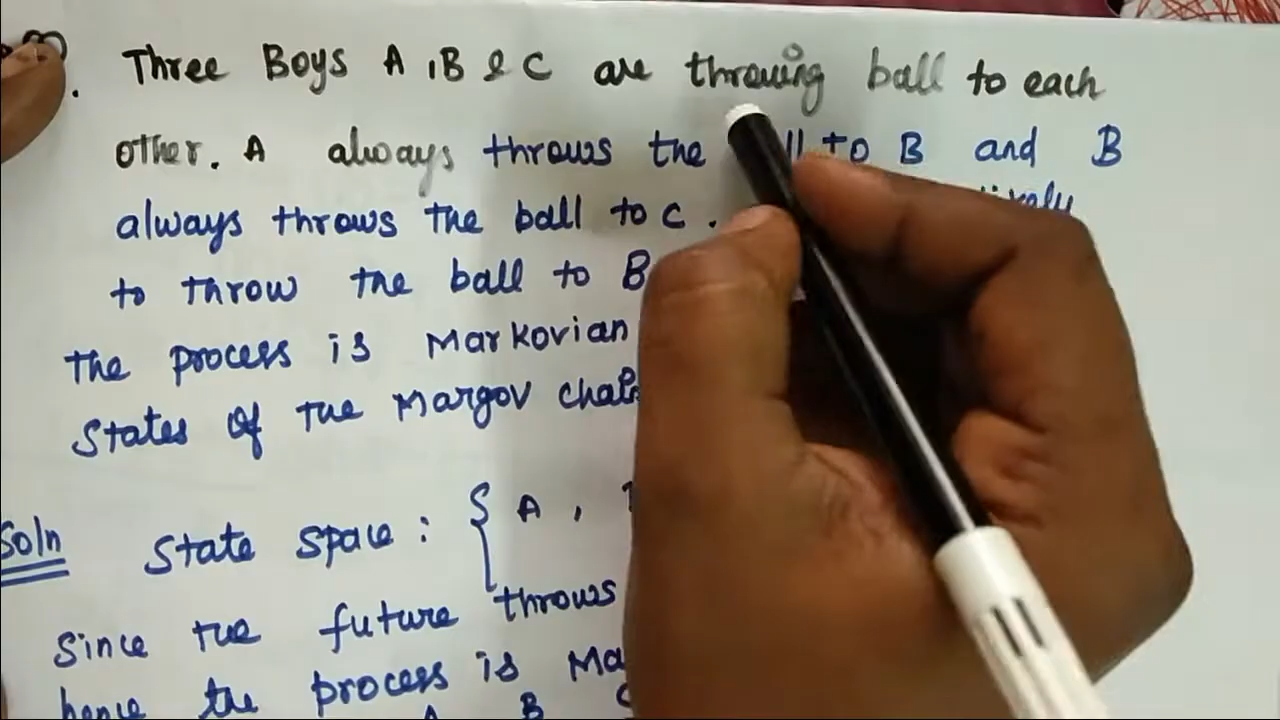 Three Boys A, B & C are throwing ball to each
other. A always throws the to B and B
always throws the ball to C.
to throw the ball to B
the process is Markovian
states of the Margov chain
Soln State space : { A ,
Since the future throws
hence the process is
A B C